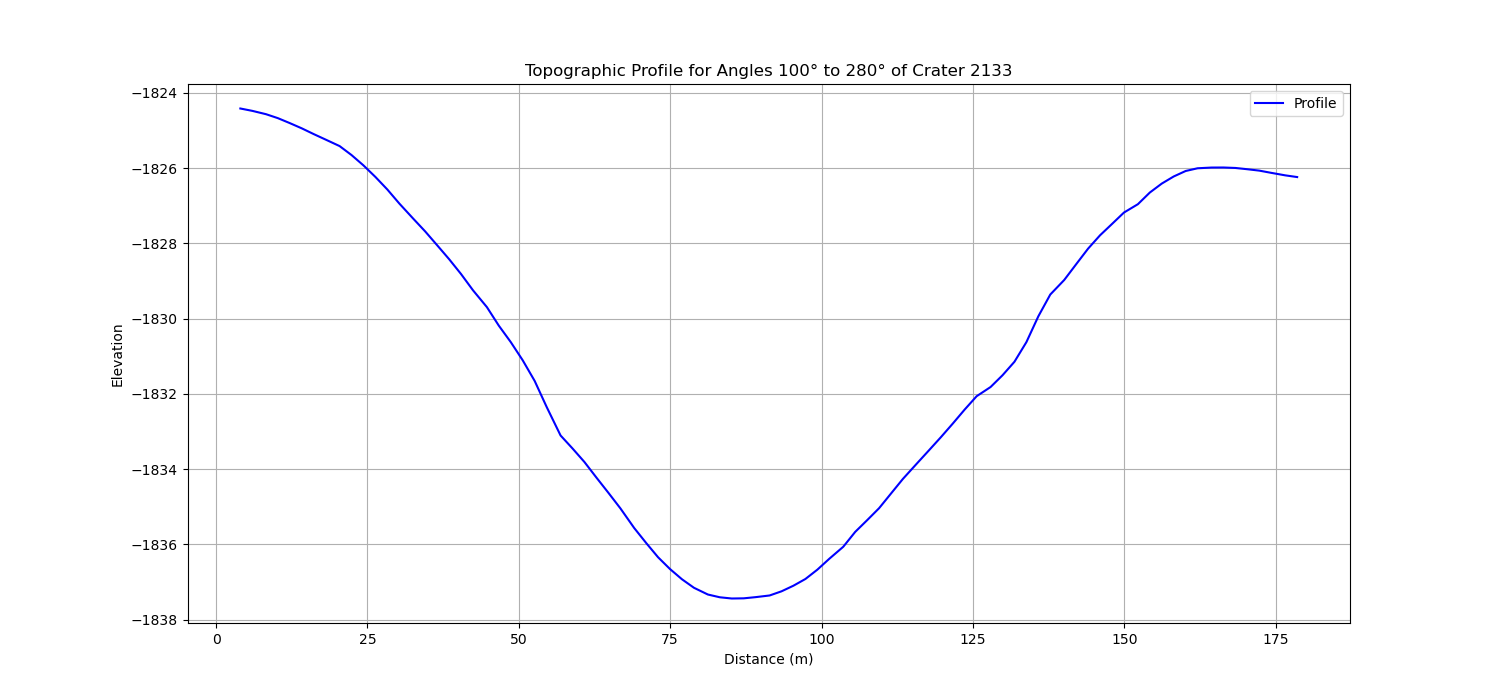 Topographic Profile for Angles 100° to 280° of Crater 2133
Profile
−1824
−1826
−1828
−1830
−1832
−1834
−1836
−1838
Elevation
0 25 50 75 100 125 150 175
Distance (m)